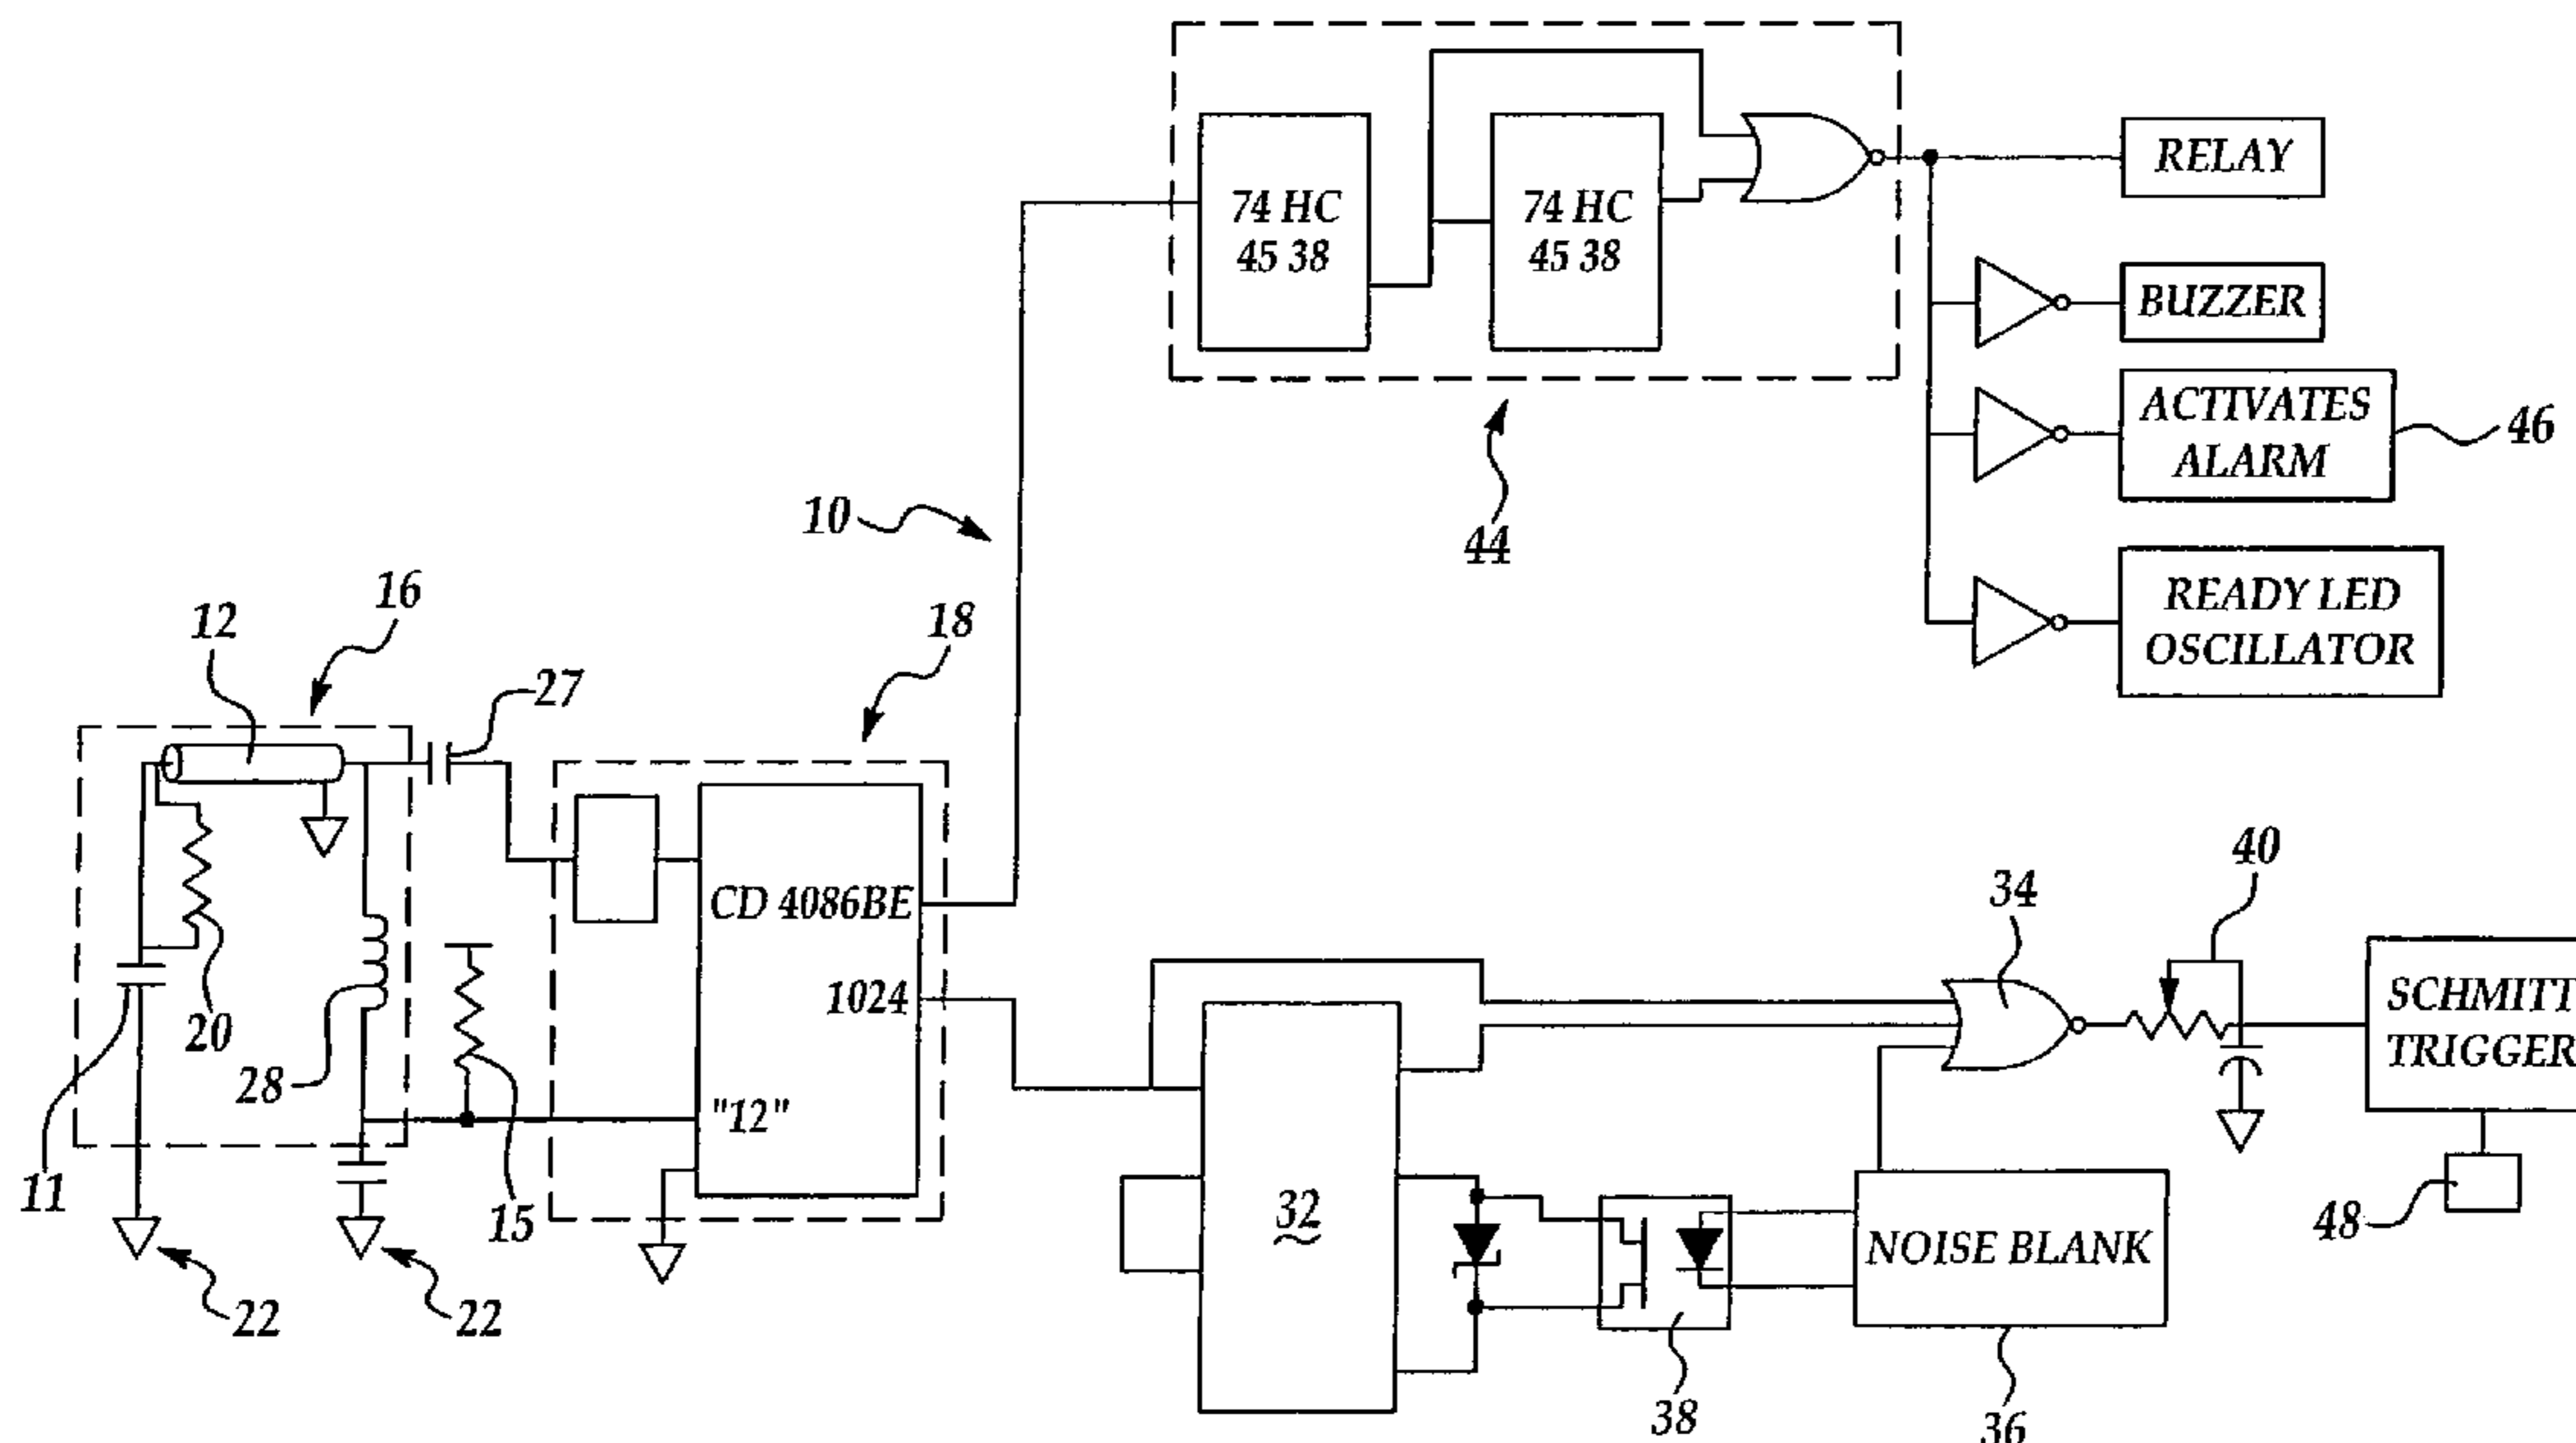 RELAY
74 HC
45 38
74 HC
45 38
BUZZER
ACTIVATES
ALARM
46
10
44
READY LED
OSCILLATOR
16
12
18
27
40
34
CD 4086BE
1024
SCHMITT
TRIGGER
20
28
"12"
11
15
32
48
NOISE BLANK
22
22
38
36